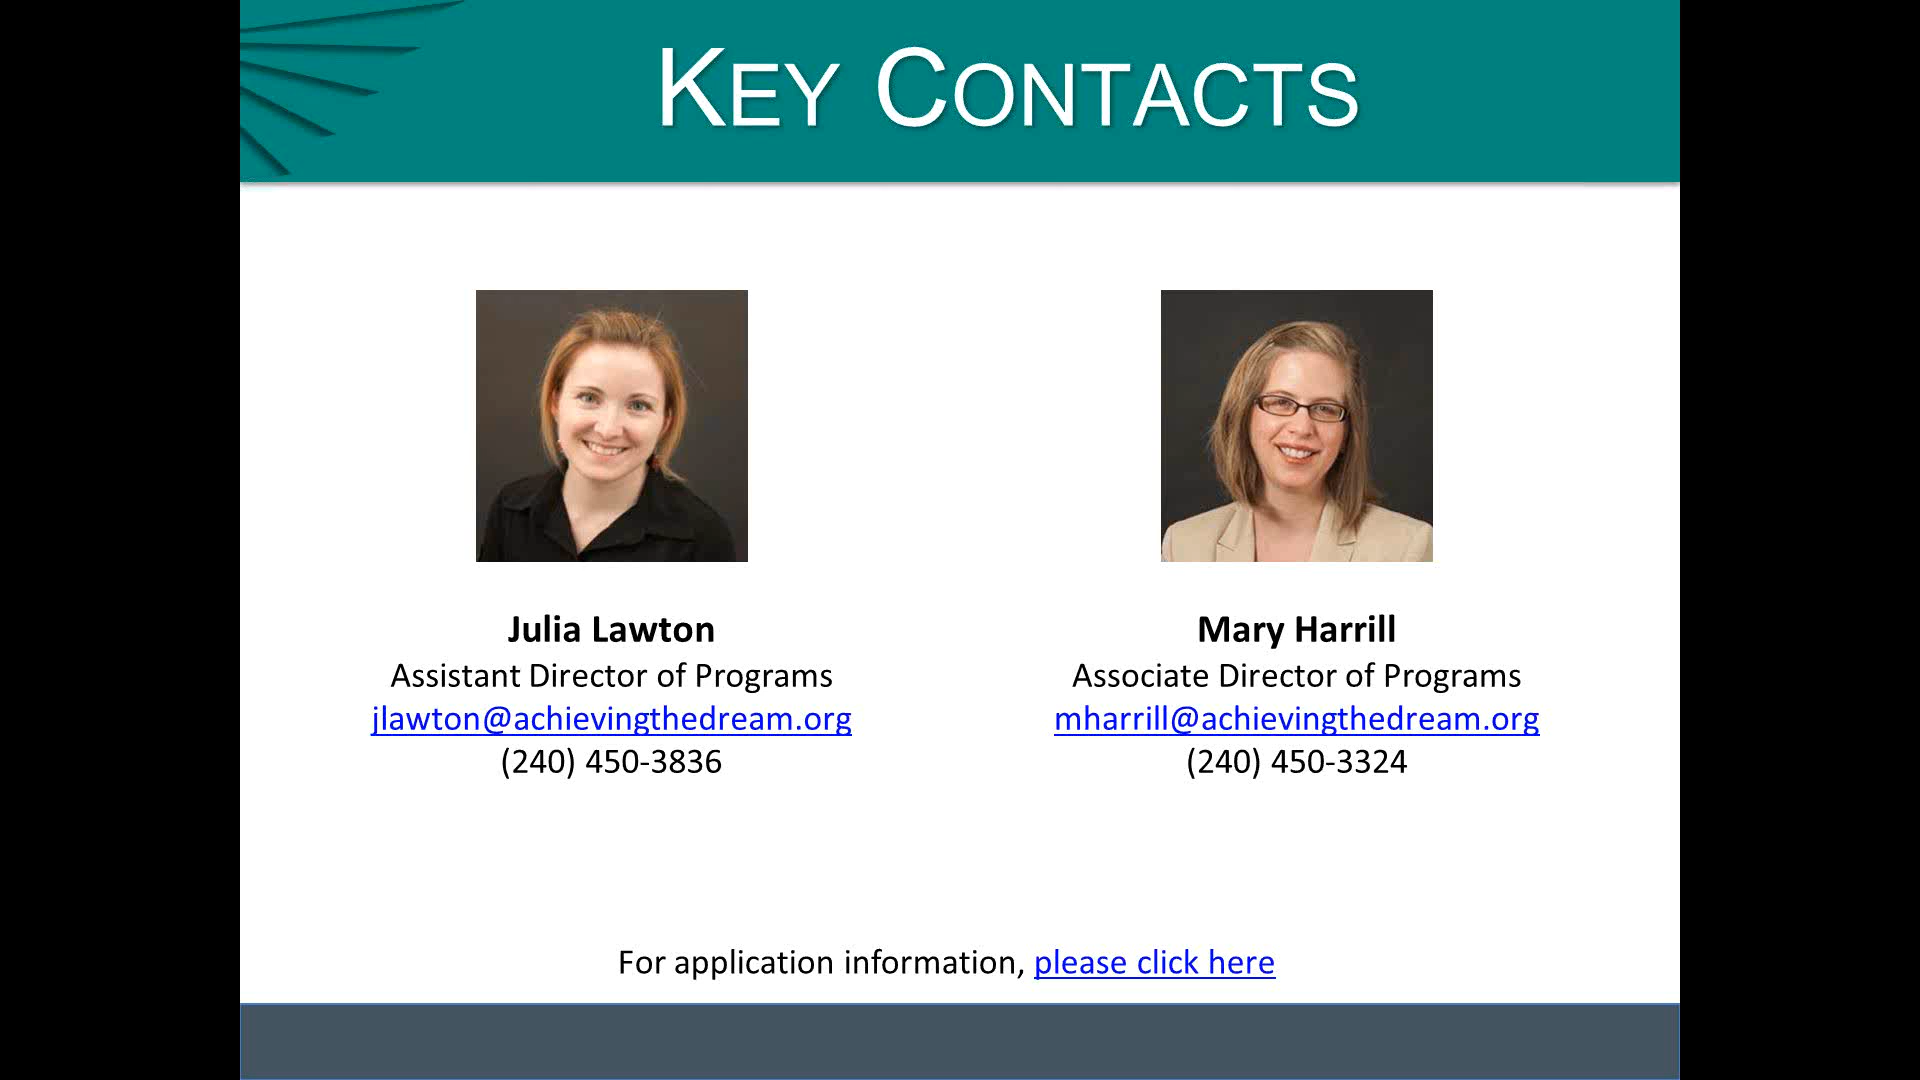 KEY CONTACTS
Julia Lawton
Assistant Director of Programs
jlawton@achievingthedream.org
(240) 450-3836
Mary Harrill
Associate Director of Programs
mharrill@achievingthedream.org
(240) 450-3324
For application information, please click here